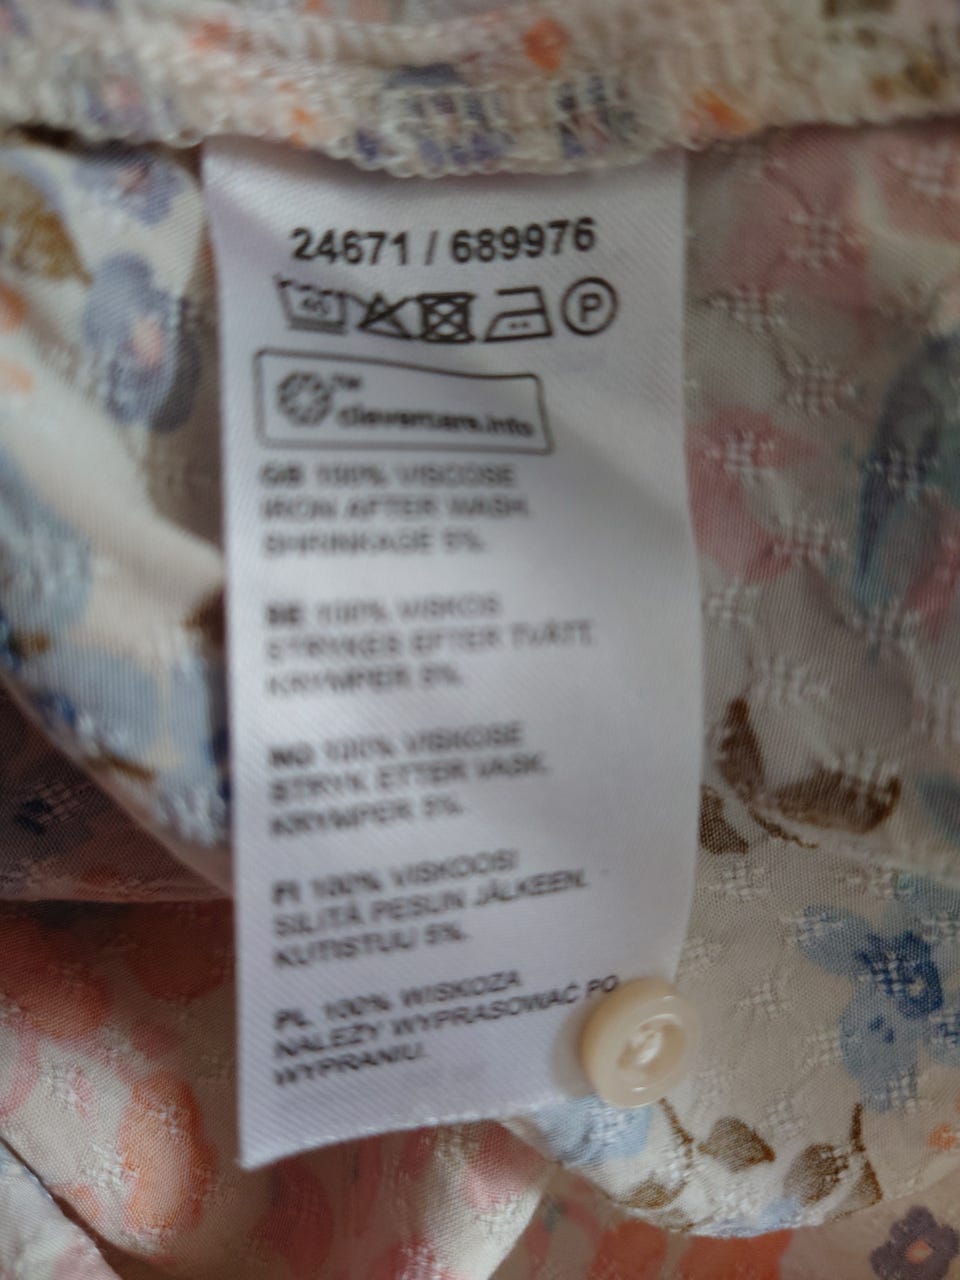 24671 / 689976
40
P
TM
clevercare.info
GB 100% VISCOSE
IRON AFTER WASH.
SHRINKAGE 5%.
SE 100% VISKOS
STRYKES EFTER TVÄTT.
KRYMPER 5%.
NO 100% VISKOSE
STRYK ETTER VASK.
KRYMPER 5%.
FI 100% VISKOOSI
SILITÄ PESUN JÄLKEEN.
KUTISTUU 5%.
PL 100% WISKOZA
NALEŻY WYPRASOWAĆ PO
WYPRANIU.